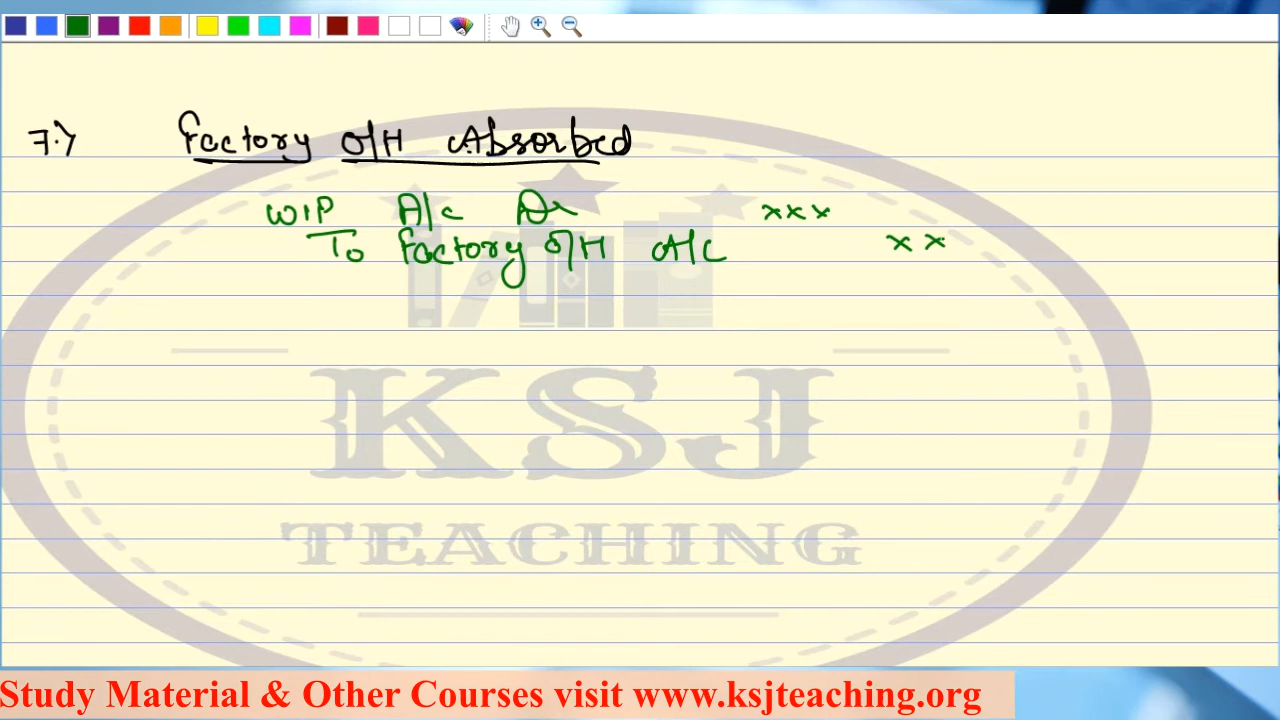 7.) Factory O/H Absorbed
WIP A/c Dr xxx
To Factory O/H A/C xx
KSJ
TEACHING
Study Material & Other Courses visit www.ksjteaching.org